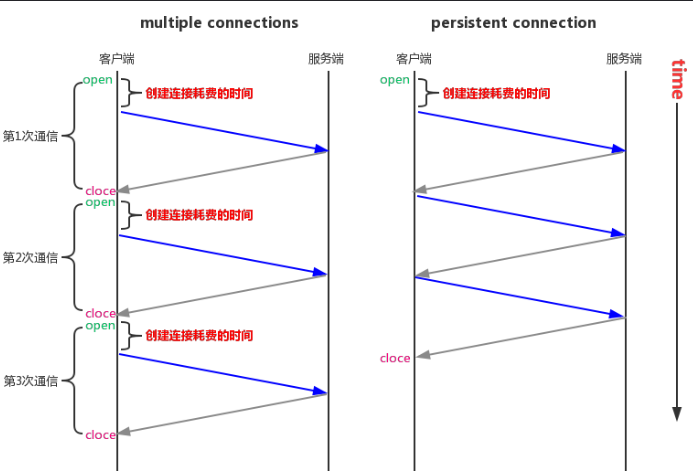 multiple connections
persistent connection
客户端
服务端
客户端
服务端
time
open
创建连接耗费的时间
open
创建连接耗费的时间
第1次通信
cloce
open
创建连接耗费的时间
第2次通信
cloce
open
创建连接耗费的时间
cloce
第3次通信
cloce